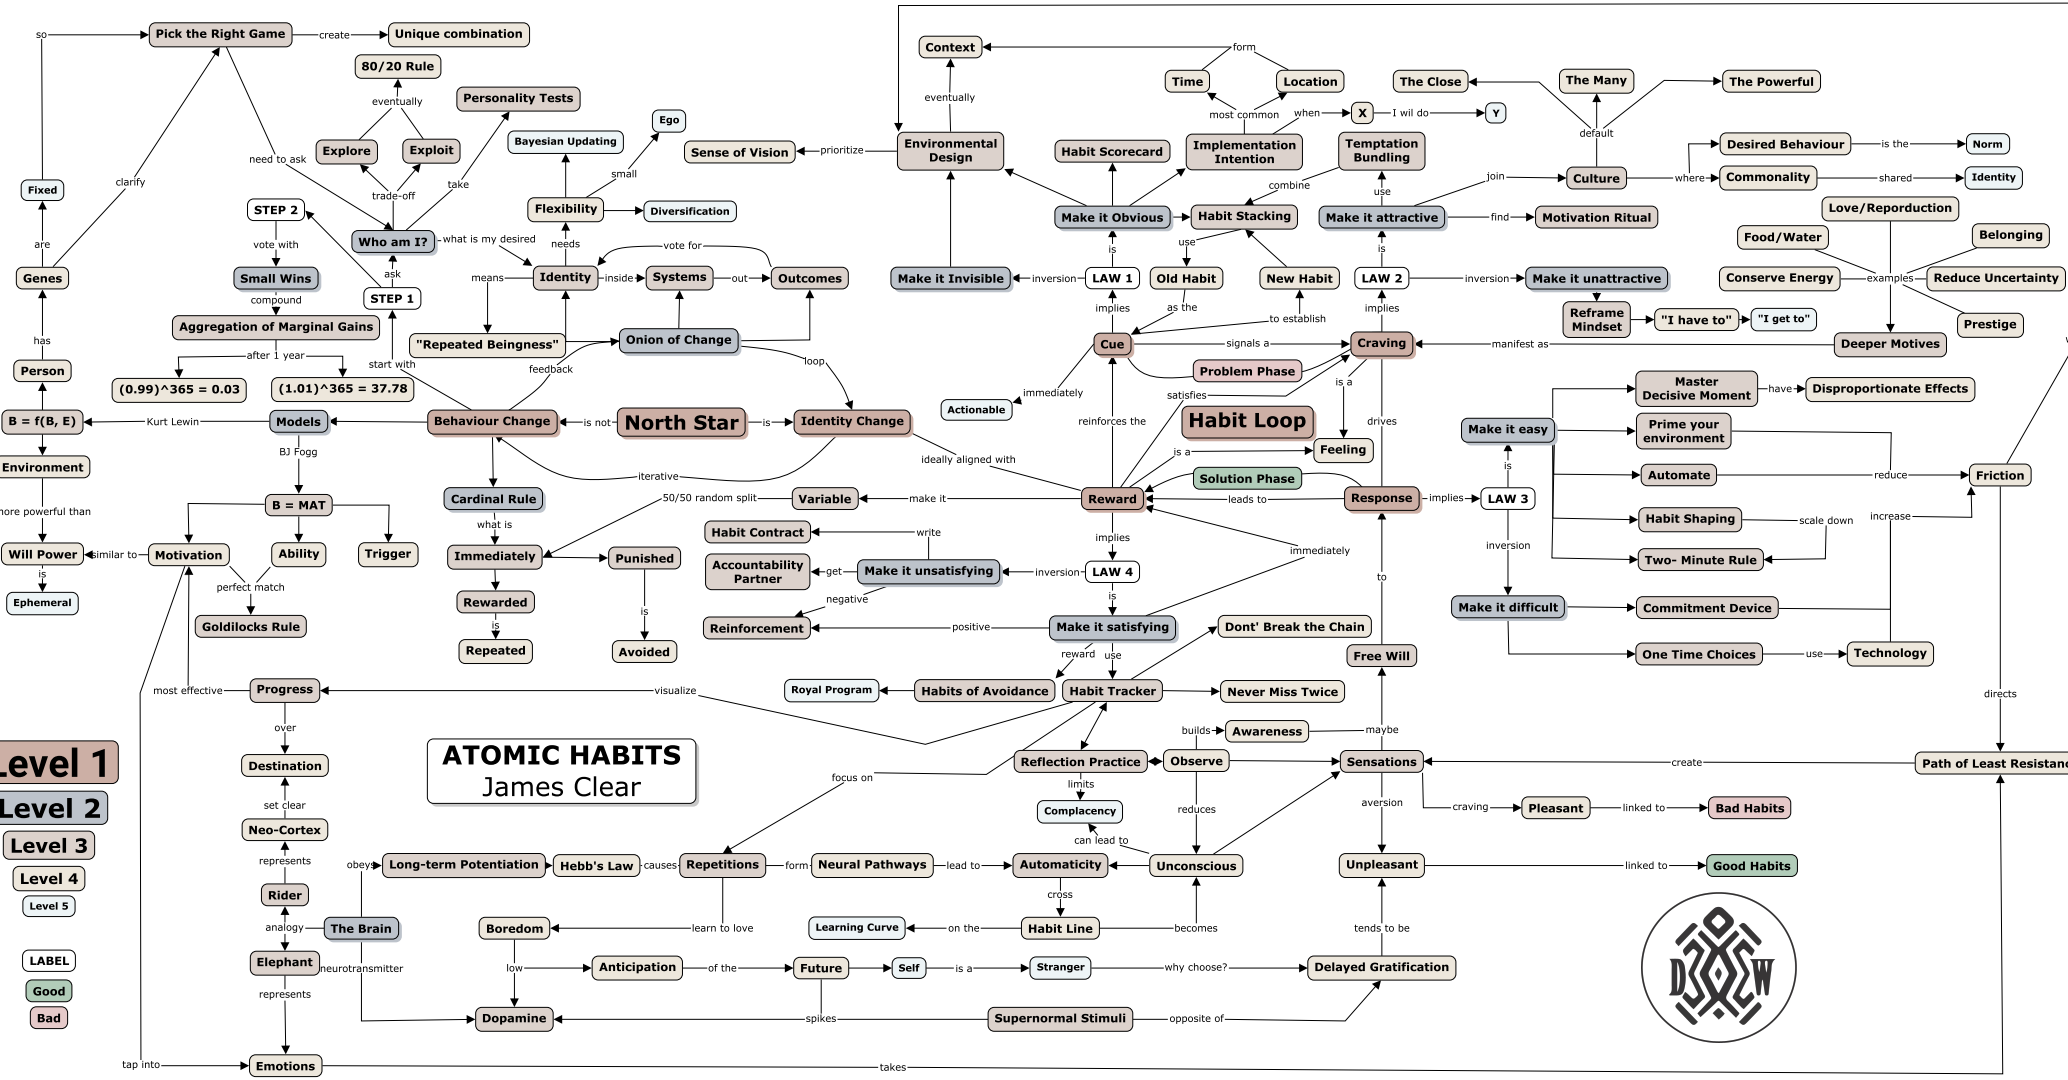 so
Pick the Right Game
create
Unique combination
80/20 Rule
eventually
Personality Tests
Explore
Exploit
need to ask
trade-off
take
clarify
Fixed
are
Genes
has
Person
STEP 2
vote with
Small Wins
compound
Aggregation of Marginal Gains
after 1 year
(0.99)^365 = 0.03
(1.01)^365 = 37.78
Who am I?
ask
STEP 1
start with
what is my desired
Bayesian Updating
Ego
small
Flexibility
Diversification
needs
vote for
means
Identity
inside
Systems
out
Outcomes
"Repeated Beingness"
Onion of Change
feedback
loop
Sense of Vision
prioritize
Context
form
eventually
Environmental
Design
Time
Location
most common
when
X
I wil do
Y
Habit Scorecard
Implementation
Intention
Temptation
Bundling
combine
use
Make it Obvious
Habit Stacking
Make it attractive
join
find
Motivation Ritual
is
use
is
Make it Invisible
inversion
LAW 1
Old Habit
New Habit
LAW 2
inversion
Make it unattractive
implies
as the
to establish
implies
Reframe
Mindset
"I have to"
"I get to"
The Close
The Many
The Powerful
default
Culture
where
Desired Behaviour
is the
Norm
Commonality
shared
Identity
Love/Reporduction
Food/Water
Belonging
Conserve Energy
examples
Reduce Uncertainty
Prestige
Deeper Motives
manifest as
Cue
signals a
Craving
Problem Phase
immediately
Actionable
satisfies
is a
B = f(B, E)
Kurt Lewin
Models
Behaviour Change
is not
North Star
is
Identity Change
reinforces the
Habit Loop
drives
Feeling
is a
Solution Phase
ideally aligned with
iterative
Environment
BJ Fogg
B = MAT
more powerful than
Will Power
similar to
Motivation
Ability
Trigger
is
Ephemeral
perfect match
Goldilocks Rule
Cardinal Rule
what is
Immediately
Punished
Rewarded
is
is
Repeated
Avoided
50/50 random split
Variable
make it
Reward
leads to
Response
implies
LAW 3
Habit Contract
write
implies
immediately
Accountability
Partner
get
Make it unsatisfying
inversion
LAW 4
negative
is
Reinforcement
positive
Make it satisfying
reward
use
Dont' Break the Chain
Royal Program
Habits of Avoidance
Habit Tracker
Never Miss Twice
to
Free Will
maybe
Make it easy
Master
Decisive Moment
have
Disproportionate Effects
Prime your
environment
is
Automate
reduce
Friction
Habit Shaping
scale down
increase
inversion
Two- Minute Rule
Make it difficult
Commitment Device
One Time Choices
use
Technology
directs
most effective
Progress
visualize
over
Destination
set clear
Neo-Cortex
represents
Rider
analogy
The Brain
Elephant
neurotransmitter
represents
tap into
Emotions
takes
Level 1
Level 2
Level 3
Level 4
Level 5
LABEL
Good
Bad
ATOMIC HABITS
James Clear
focus on
Reflection Practice
Observe
builds
Awareness
Sensations
create
Path of Least Resistanc
limits
Complacency
reduces
can lead to
aversion
craving
Pleasant
linked to
Bad Habits
obeys
Long-term Potentiation
Hebb's Law
causes
Repetitions
form
Neural Pathways
lead to
Automaticity
Unconscious
Unpleasant
linked to
Good Habits
cross
Boredom
learn to love
Learning Curve
on the
Habit Line
becomes
tends to be
low
Anticipation
of the
Future
Self
is a
Stranger
why choose?
Delayed Gratification
Dopamine
spikes
Supernormal Stimuli
opposite of
D W